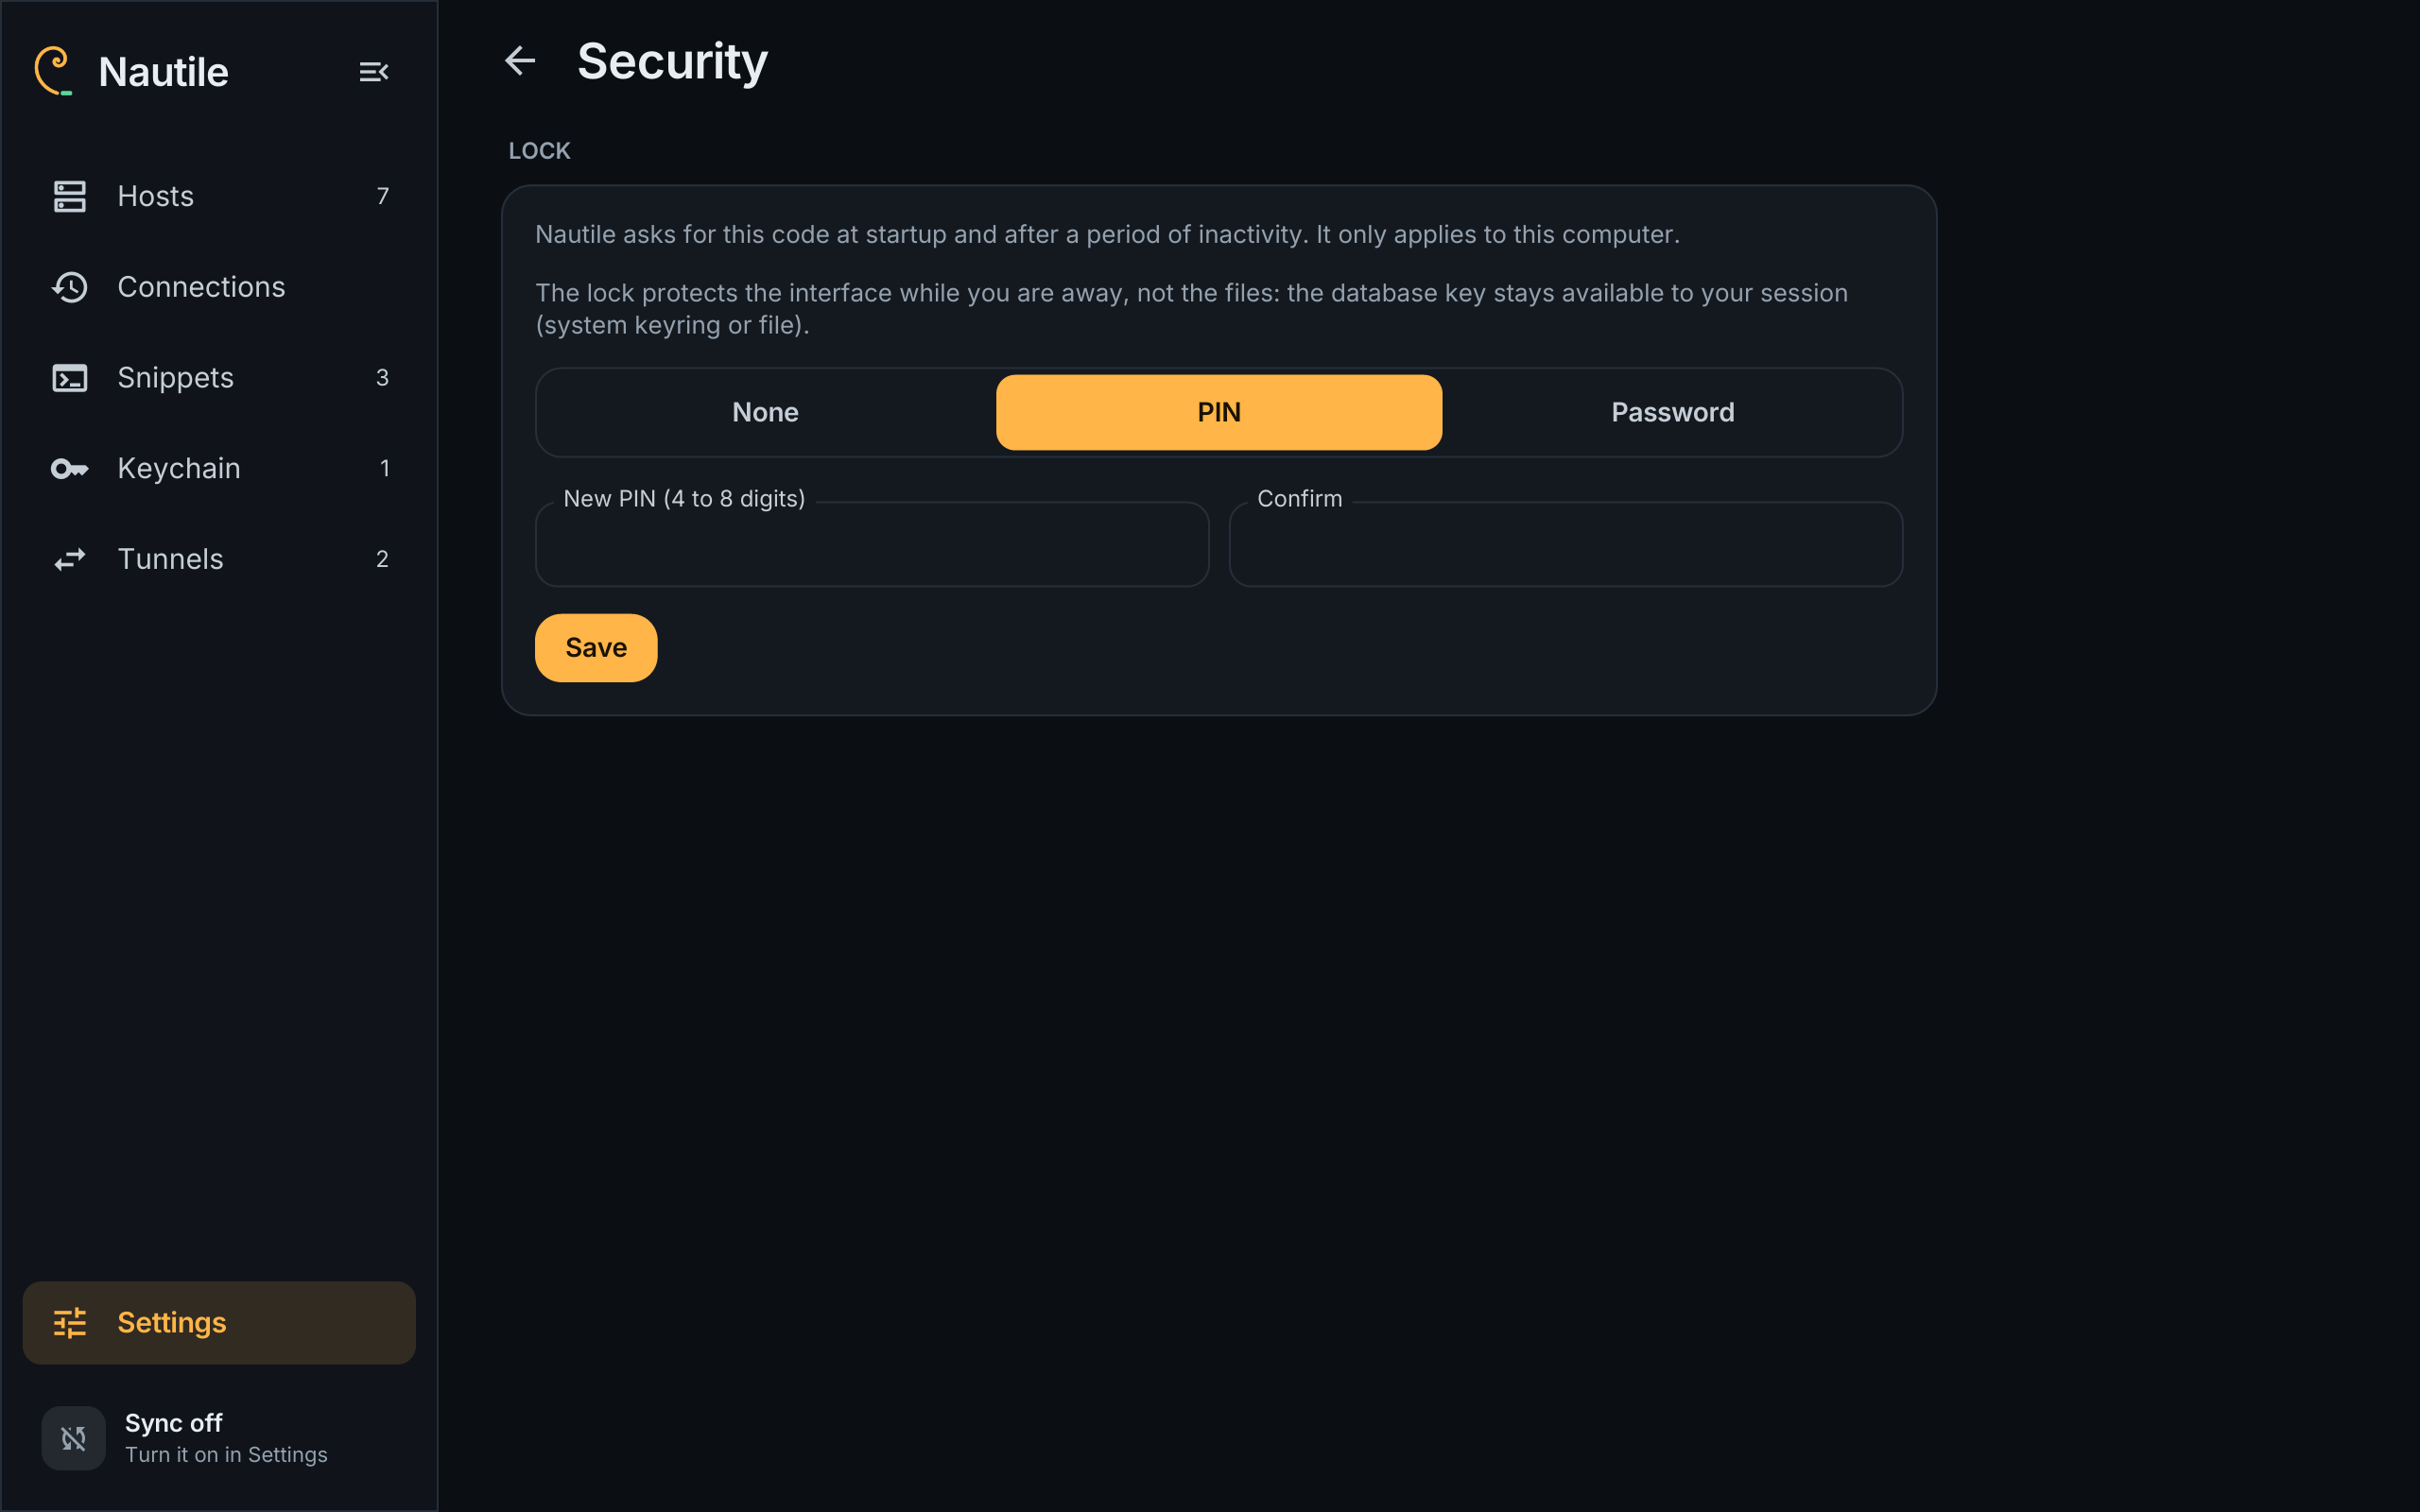 Nautile
Hosts 7
Connections
Snippets 3
Keychain 1
Tunnels 2
Settings
Sync off
Turn it on in Settings
Security
LOCK
Nautile asks for this code at startup and after a period of inactivity. It only applies to this computer.
The lock protects the interface while you are away, not the files: the database key stays available to your session
(system keyring or file).
None PIN Password
New PIN (4 to 8 digits) Confirm
Save